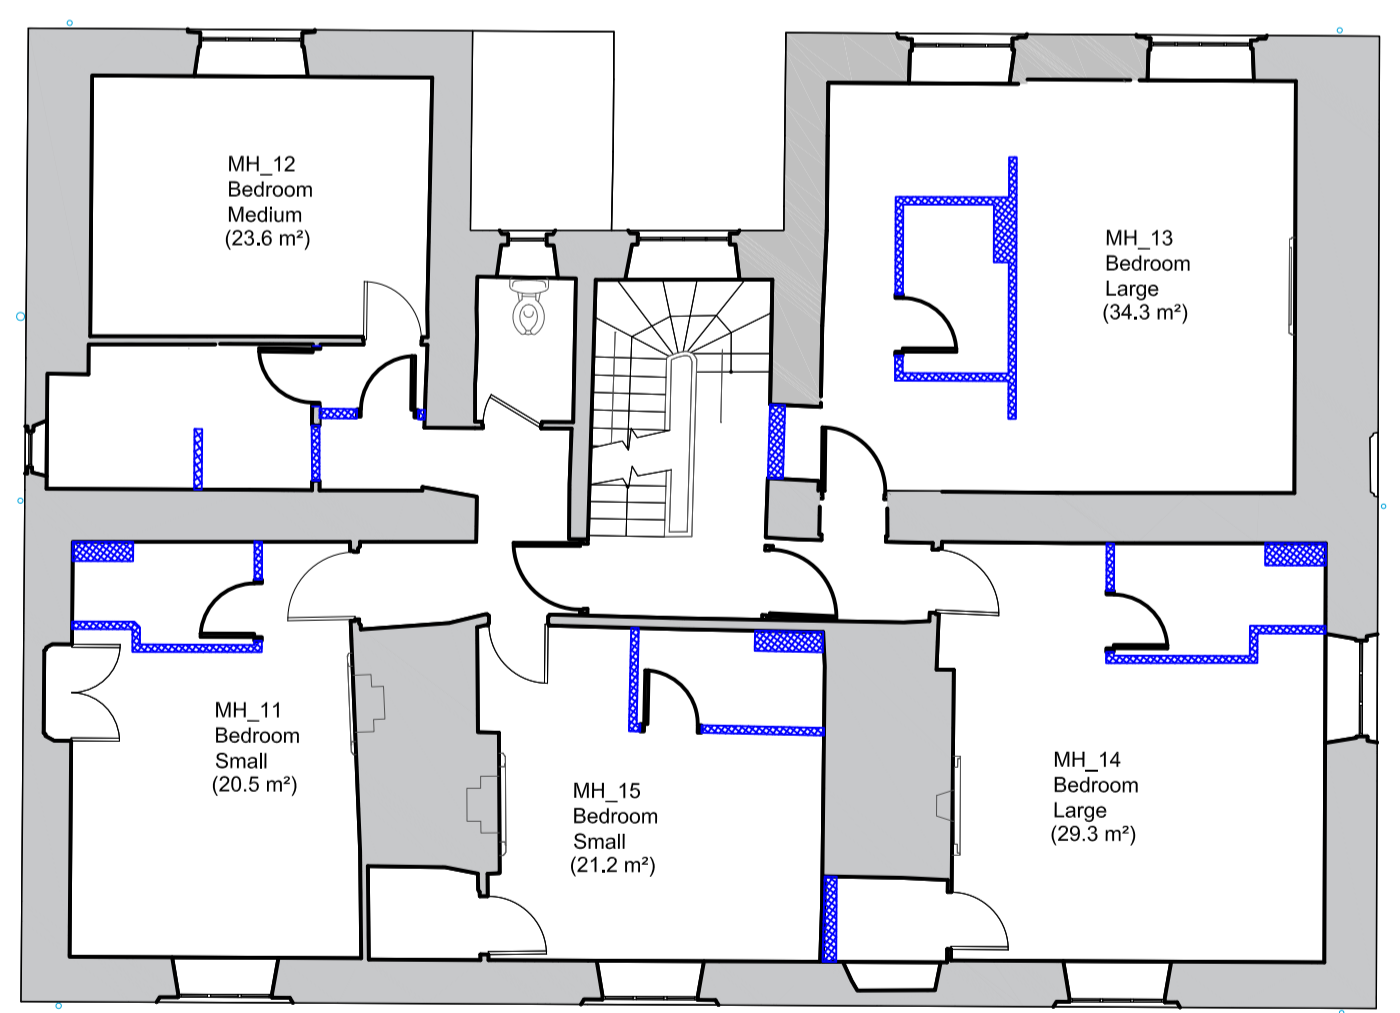 MH_12
Bedroom
Medium
(23.6 m²)
MH_13
Bedroom
Large
(34.3 m²)
MH_11
Bedroom
Small
(20.5 m²)
MH_15
Bedroom
Small
(21.2 m²)
MH_14
Bedroom
Large
(29.3 m²)